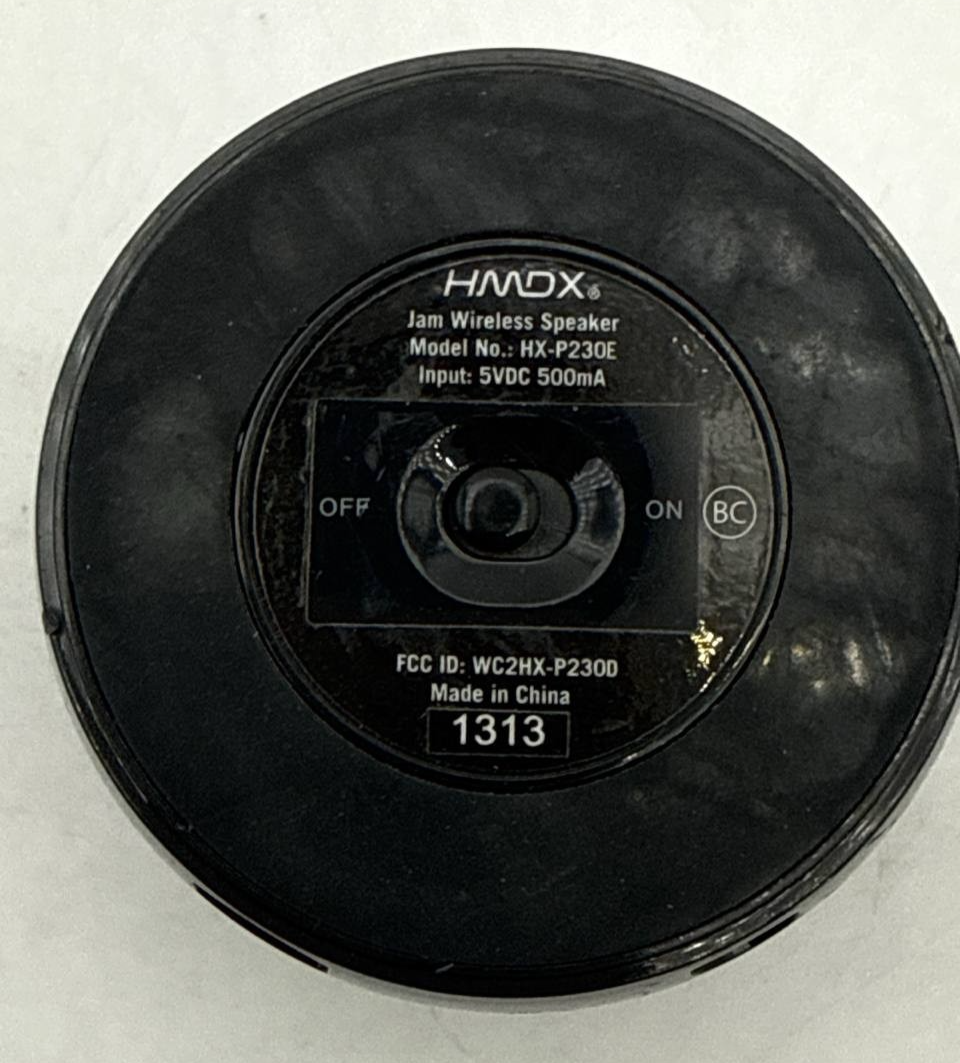 HMDX®
Jam Wireless Speaker
Model No.: HX-P230E
Input: 5VDC 500mA
OFF ON BC
FCC ID: WC2HX-P230D
Made in China
1313